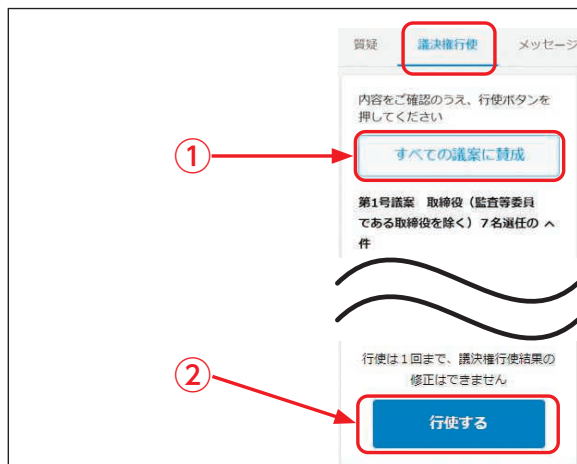 質疑 議決権行使 メッセージ
内容をご確認のうえ、行使ボタンを
押してください
① すべての議案に賛成
第1号議案 取締役（監査等委員
である取締役を除く）7名選任の へ
件
行使は1回まで、議決権行使結果の
修正はできません
② 行使する